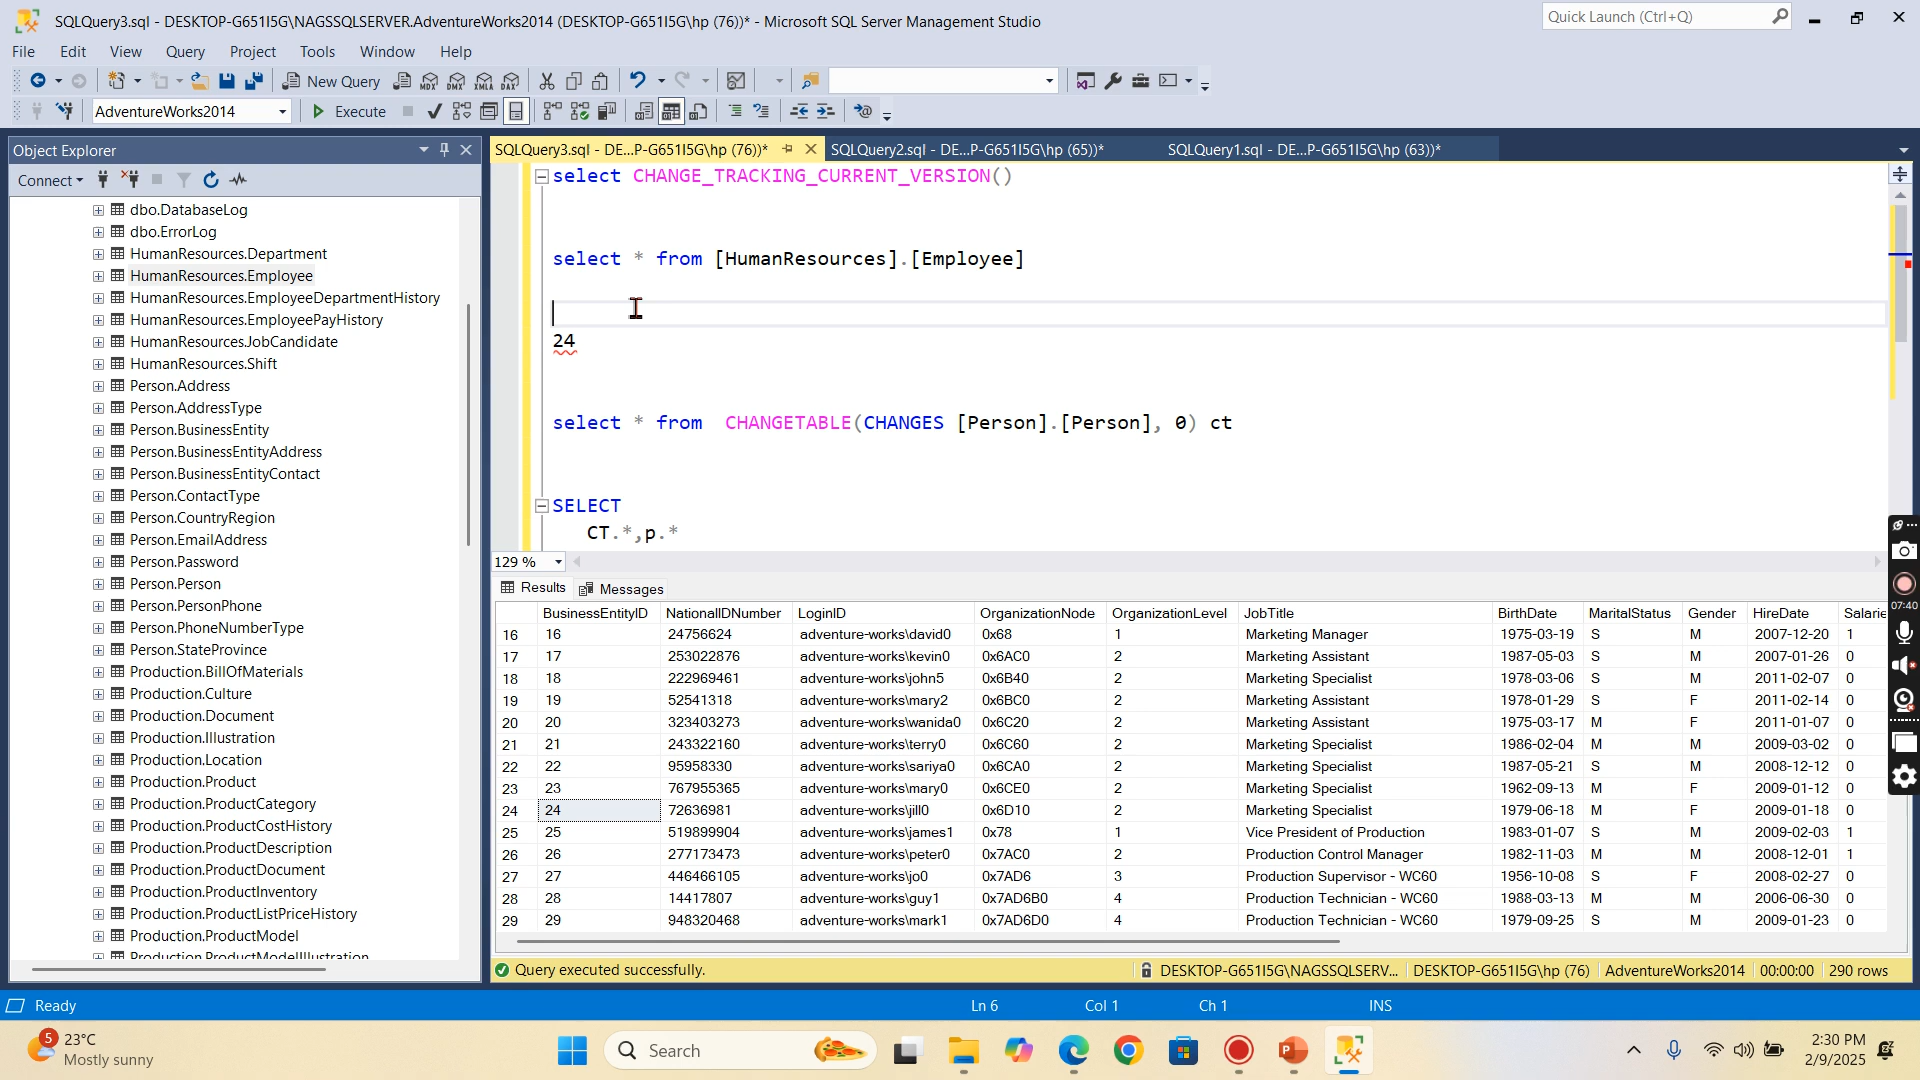 SQLQuery3.sql - DESKTOP-G651I5G\NAGSSQLSERVER.AdventureWorks2014 (DESKTOP-G651I5G\hp (76))* - Microsoft SQL Server Management Studio
Quick Launch (Ctrl+Q)
File Edit View Query Project Tools Window Help
New Query
AdventureWorks2014 Execute
Object Explorer
Connect
dbo.DatabaseLog
dbo.ErrorLog
HumanResources.Department
HumanResources.Employee
HumanResources.EmployeeDepartmentHistory
HumanResources.EmployeePayHistory
HumanResources.JobCandidate
HumanResources.Shift
Person.Address
Person.AddressType
Person.BusinessEntity
Person.BusinessEntityAddress
Person.BusinessEntityContact
Person.ContactType
Person.CountryRegion
Person.EmailAddress
Person.Password
Person.Person
Person.PersonPhone
Person.PhoneNumberType
Person.StateProvince
Production.BillOfMaterials
Production.Culture
Production.Document
Production.Illustration
Production.Location
Production.Product
Production.ProductCategory
Production.ProductCostHistory
Production.ProductDescription
Production.ProductDocument
Production.ProductInventory
Production.ProductListPriceHistory
Production.ProductModel
Production.ProductModelIllustration
SQLQuery3.sql - DE...P-G651I5G\hp (76))* SQLQuery2.sql - DE...P-G651I5G\hp (65))* SQLQuery1.sql - DE...P-G651I5G\hp (63))*
select CHANGE_TRACKING_CURRENT_VERSION()
select * from [HumanResources].[Employee]
24
select * from CHANGETABLE(CHANGES [Person].[Person], 0) ct
SELECT
CT.*,p.*
129 %
Results Messages
BusinessEntityID NationalIDNumber LoginID OrganizationNode OrganizationLevel JobTitle BirthDate MaritalStatus Gender HireDate Salarie
16 16 24756624 adventure-works\david0 0x68 1 Marketing Manager 1975-03-19 S M 2007-12-20 1
17 17 253022876 adventure-works\kevin0 0x6AC0 2 Marketing Assistant 1987-05-03 S M 2007-01-26 0
18 18 222969461 adventure-works\john5 0x6B40 2 Marketing Specialist 1978-03-06 S M 2011-02-07 0
19 19 52541318 adventure-works\mary2 0x6BC0 2 Marketing Assistant 1978-01-29 S F 2011-02-14 0
20 20 323403273 adventure-works\wanida0 0x6C20 2 Marketing Assistant 1975-03-17 M F 2011-01-07 0
21 21 243322160 adventure-works\terry0 0x6C60 2 Marketing Specialist 1986-02-04 M M 2009-03-02 0
22 22 95958330 adventure-works\sariya0 0x6CA0 2 Marketing Specialist 1987-05-21 S M 2008-12-12 0
23 23 767955365 adventure-works\mary0 0x6CE0 2 Marketing Specialist 1962-09-13 M F 2009-01-12 0
24 24 72636981 adventure-works\jill0 0x6D10 2 Marketing Specialist 1979-06-18 M F 2009-01-18 0
25 25 519899904 adventure-works\james1 0x78 1 Vice President of Production 1983-01-07 S M 2009-02-03 1
26 26 277173473 adventure-works\peter0 0x7AC0 2 Production Control Manager 1982-11-03 M M 2008-12-01 1
27 27 446466105 adventure-works\jo0 0x7AD6 3 Production Supervisor - WC60 1956-10-08 S F 2008-02-27 0
28 28 14417807 adventure-works\guy1 0x7AD6B0 4 Production Technician - WC60 1988-03-13 M M 2006-06-30 0
29 29 948320468 adventure-works\mark1 0x7AD6D0 4 Production Technician - WC60 1979-09-25 S M 2009-01-23 0
Query executed successfully. DESKTOP-G651I5G\NAGSSQLSERV... DESKTOP-G651I5G\hp (76) AdventureWorks2014 00:00:00 290 rows
Ready Ln 6 Col 1 Ch 1 INS
07:40
5 23°C
Mostly sunny
Search
2:30 PM
2/9/2025